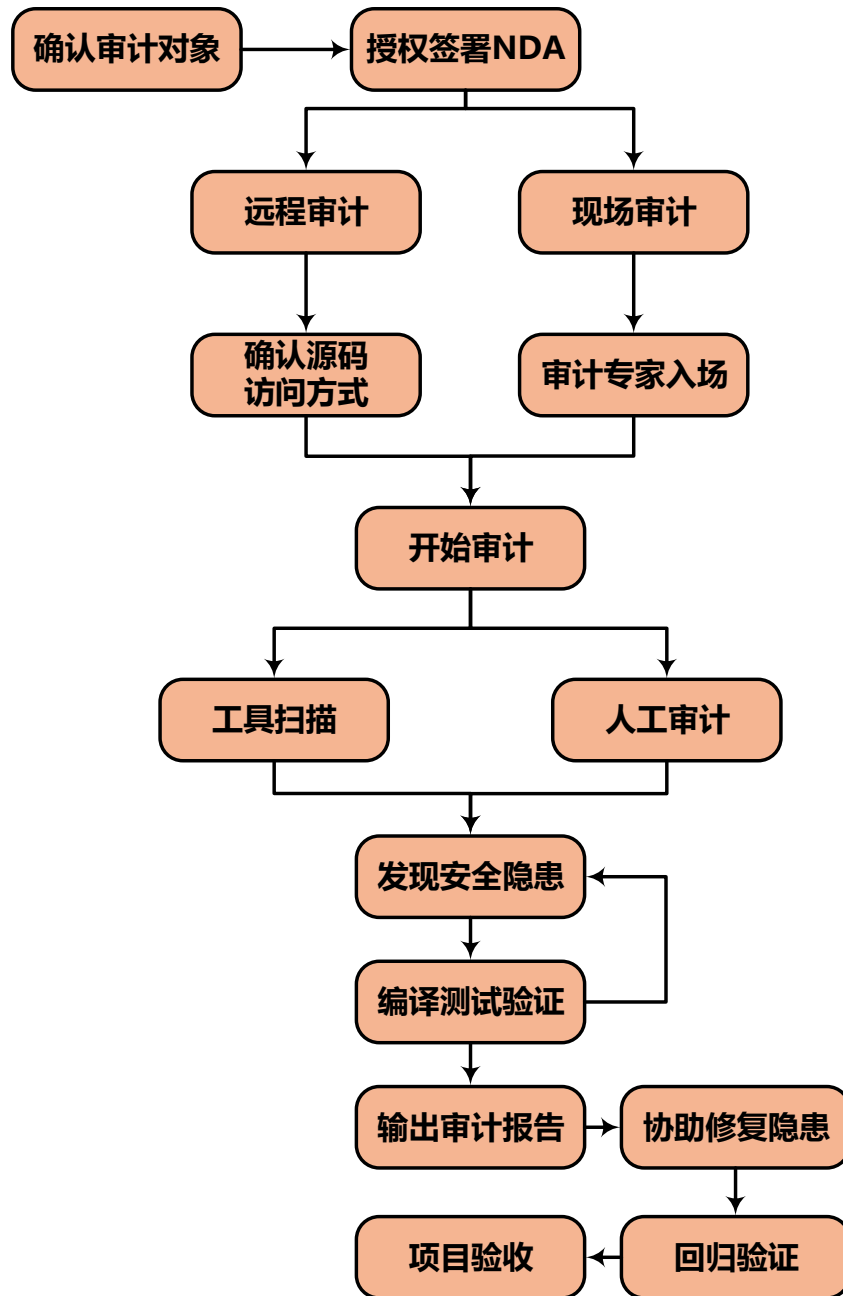 确认审计对象
授权签署NDA
远程审计
现场审计
确认源码
访问方式
审计专家入场
开始审计
工具扫描
人工审计
发现安全隐患
编译测试验证
输出审计报告
协助修复隐患
项目验收
回归验证